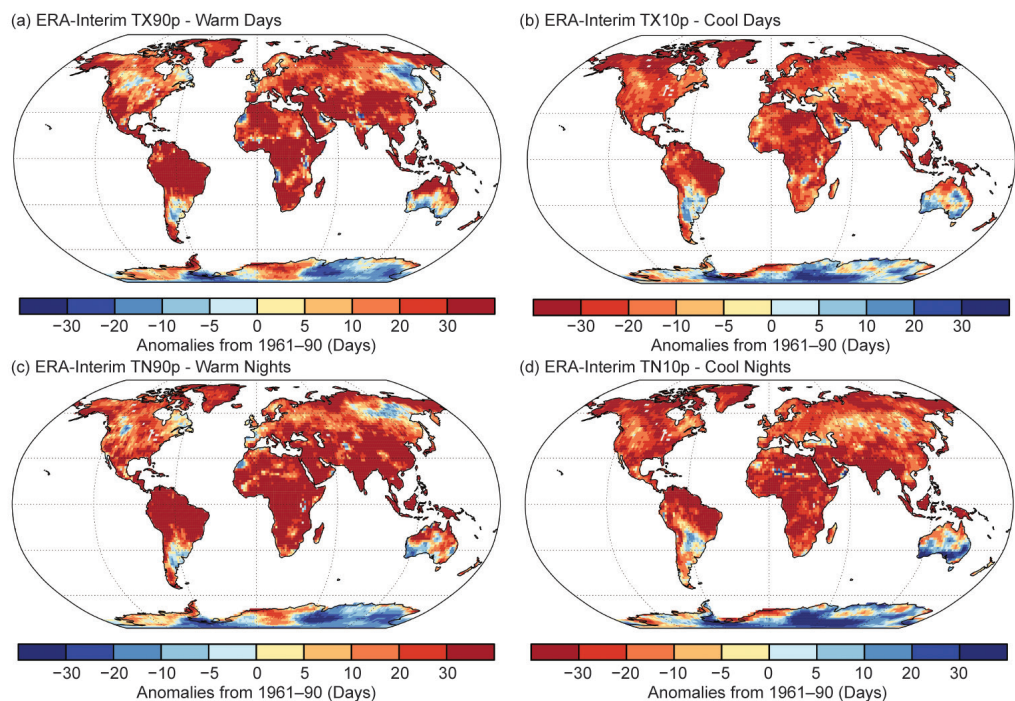 (a) ERA-Interim TX90p - Warm Days
(b) ERA-Interim TX10p - Cool Days
−30 −20 −10 −5 0 5 10 20 30
Anomalies from 1961–90 (Days)
−30 −20 −10 −5 0 5 10 20 30
Anomalies from 1961–90 (Days)
(c) ERA-Interim TN90p - Warm Nights
(d) ERA-Interim TN10p - Cool Nights
−30 −20 −10 −5 0 5 10 20 30
Anomalies from 1961–90 (Days)
−30 −20 −10 −5 0 5 10 20 30
Anomalies from 1961–90 (Days)